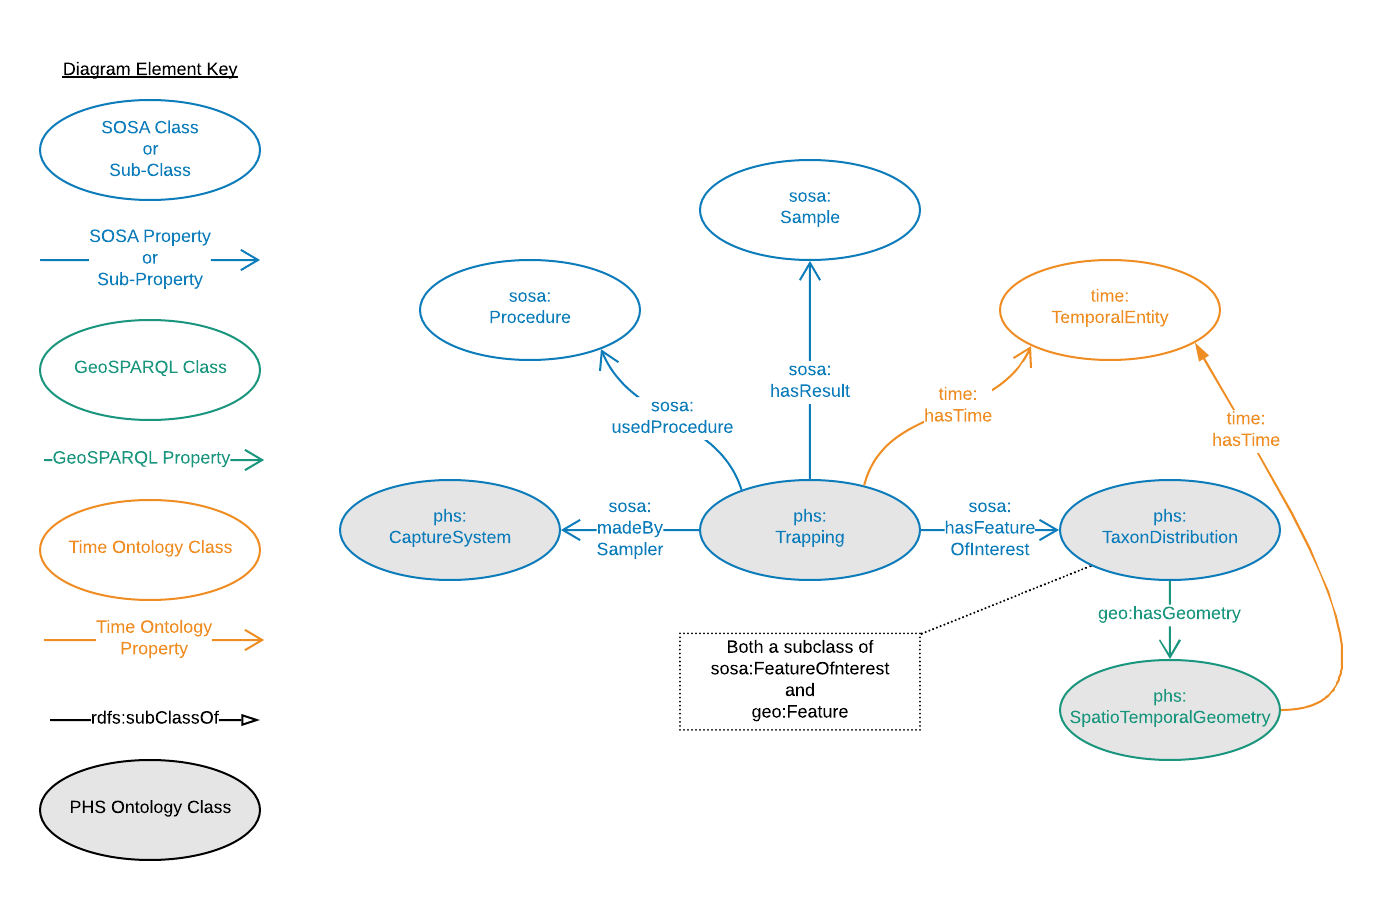 Diagram Element Key
SOSA Class
or
Sub-Class
SOSA Property
or
Sub-Property
GeoSPARQL Class
GeoSPARQL Property
Time Ontology Class
Time Ontology
Property
rdfs:subClassOf
PHS Ontology Class
sosa:
Sample
sosa:
Procedure
time:
TemporalEntity
sosa:
hasResult
sosa:
usedProcedure
time:
hasTime
time:
hasTime
phs:
CaptureSystem
sosa:
madeBy
Sampler
phs:
Trapping
sosa:
hasFeature
OfInterest
phs:
TaxonDistribution
geo:hasGeometry
Both a subclass of
sosa:FeatureOfnterest
and
geo:Feature
phs:
SpatioTemporalGeometry